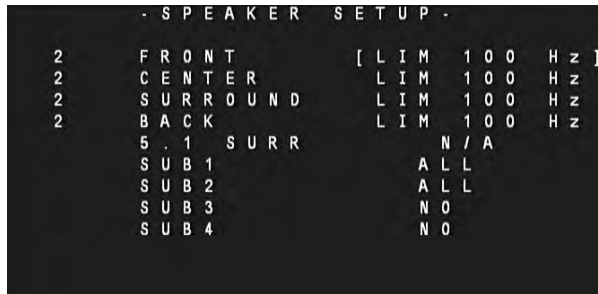 - SPEAKER SETUP -
2 FRONT [LIM 100 Hz]
2 CENTER LIM 100 Hz
2 SURROUND LIM 100 Hz
2 BACK LIM 100 Hz
5.1 SURR N/A
SUB1 ALL
SUB2 ALL
SUB3 NO
SUB4 NO